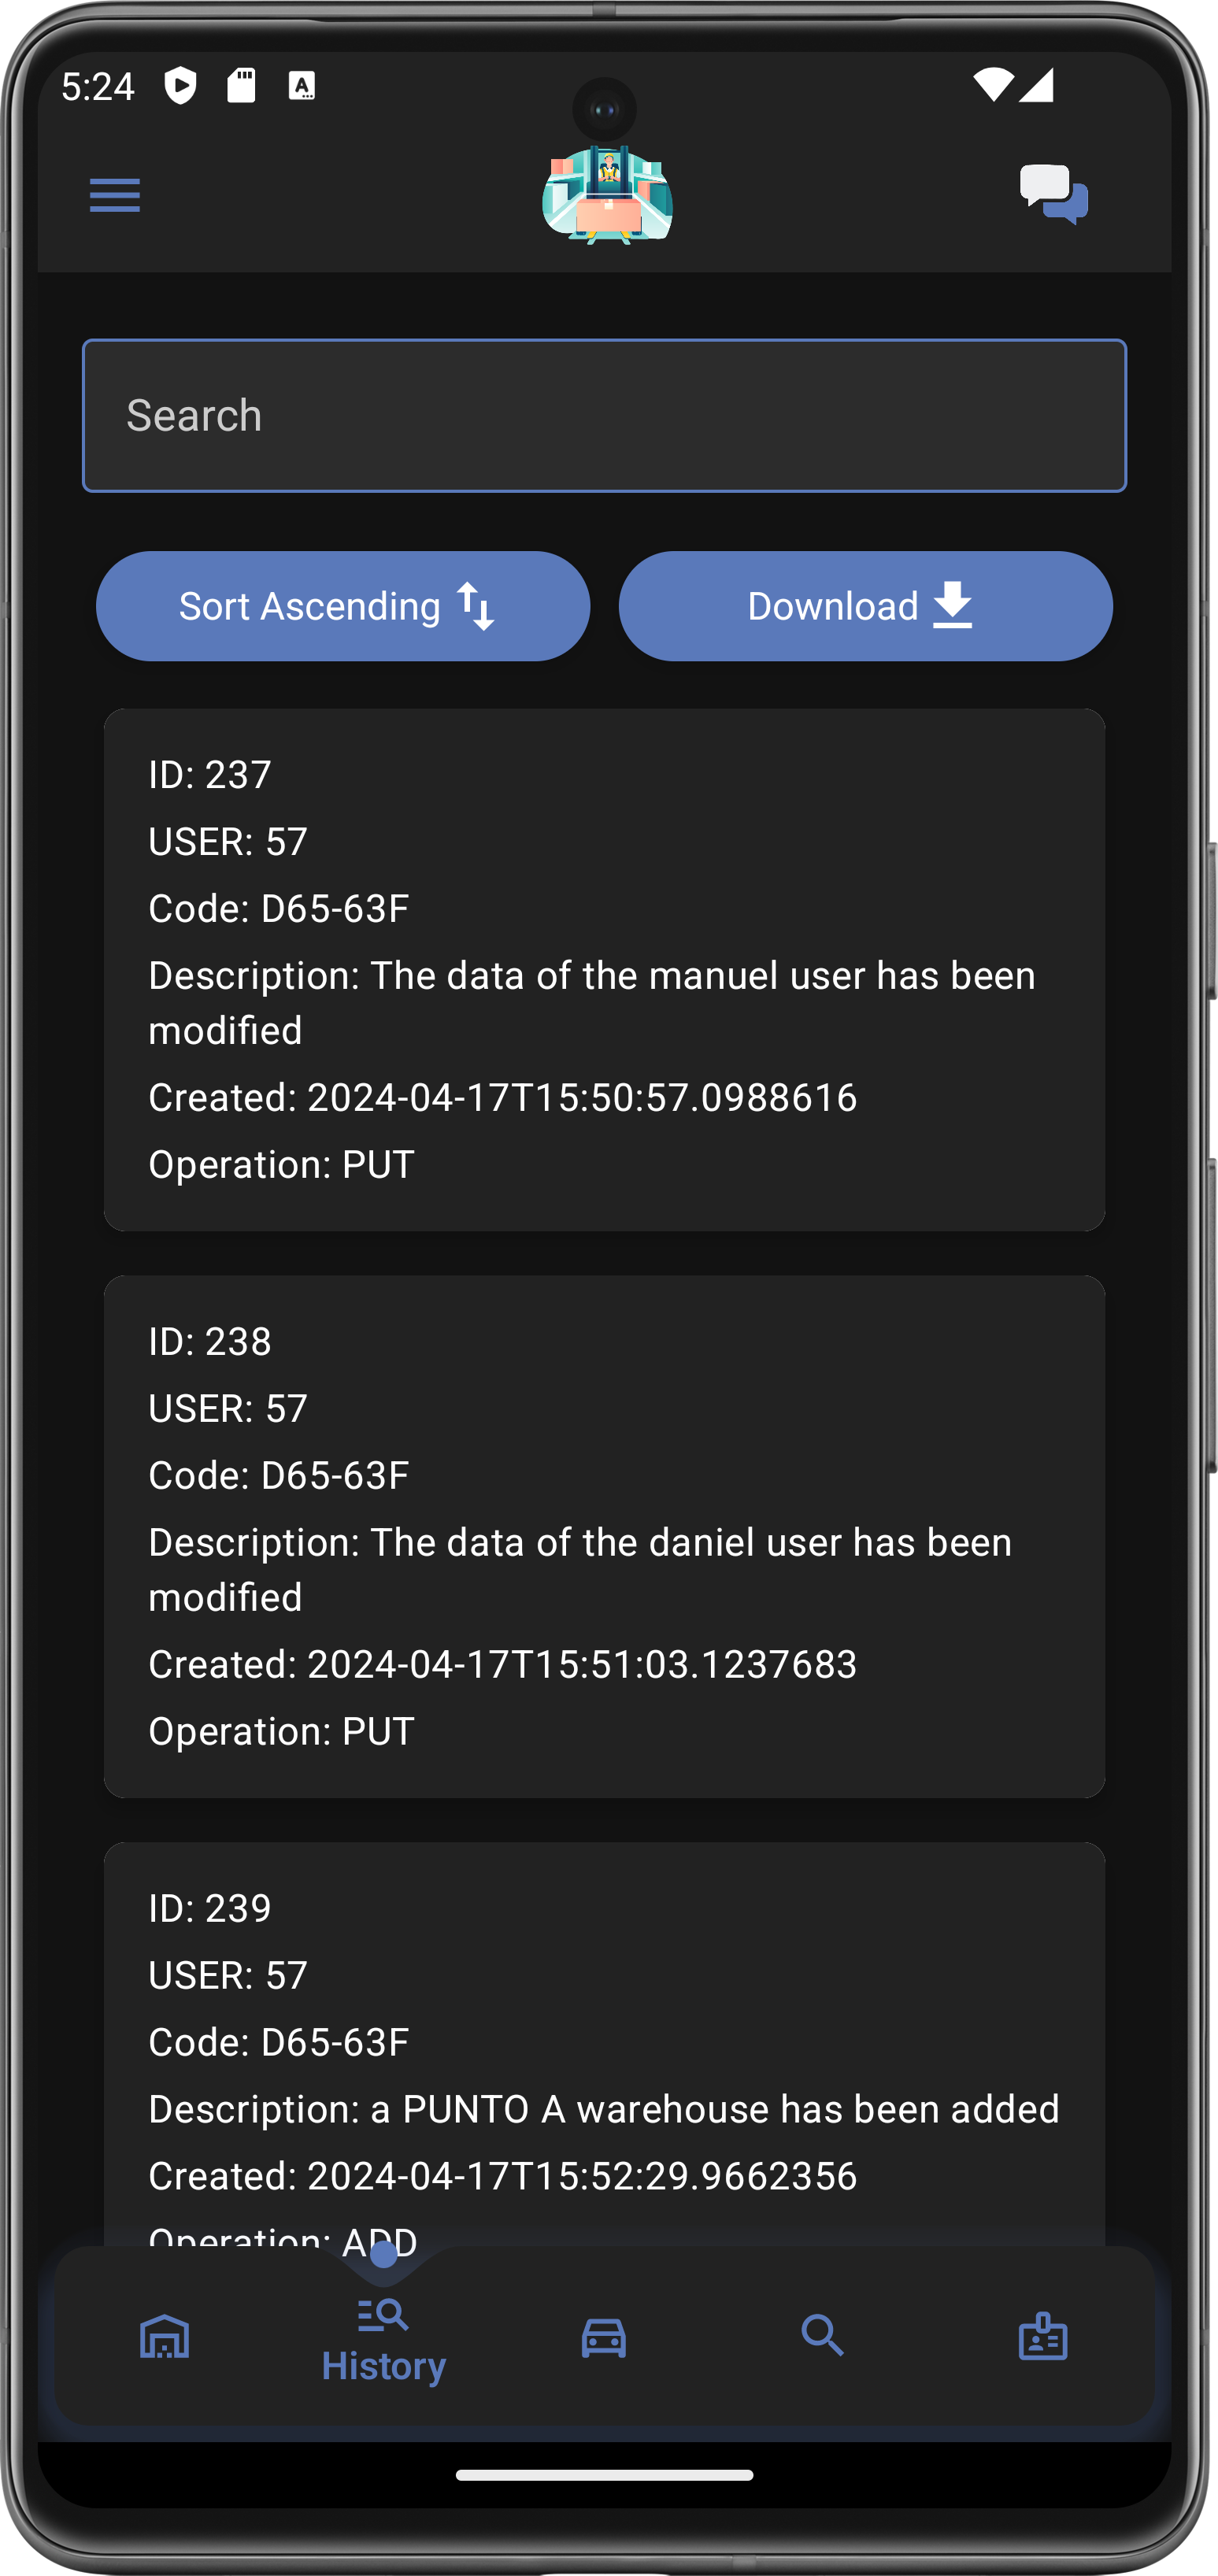 5:24
Search
Sort Ascending
Download
ID: 237
USER: 57
Code: D65-63F
Description: The data of the manuel user has been
modified
Created: 2024-04-17T15:50:57.0988616
Operation: PUT
ID: 238
USER: 57
Code: D65-63F
Description: The data of the daniel user has been
modified
Created: 2024-04-17T15:51:03.1237683
Operation: PUT
ID: 239
USER: 57
Code: D65-63F
Description: a PUNTO A warehouse has been added
Created: 2024-04-17T15:52:29.9662356
Operation: ADD
History